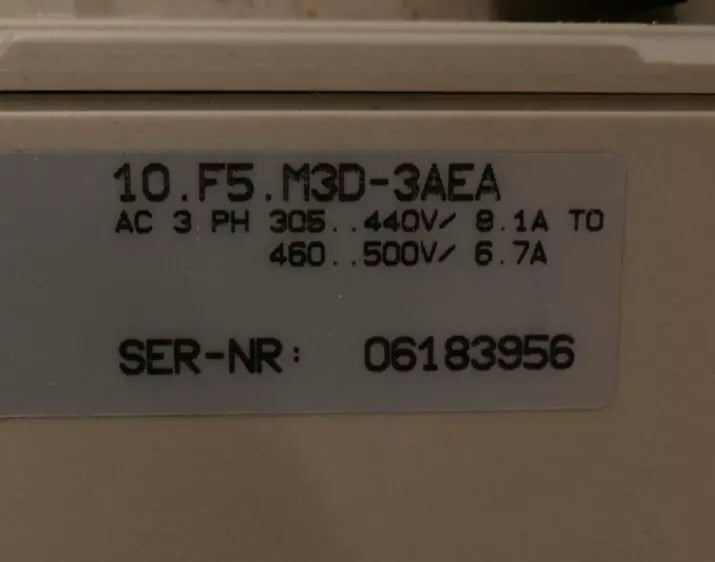 10.F5.M3D-3AEA
AC 3 PH 305..440V/ 8.1A TO
460..500V/ 6.7A
SER-NR: 06183956